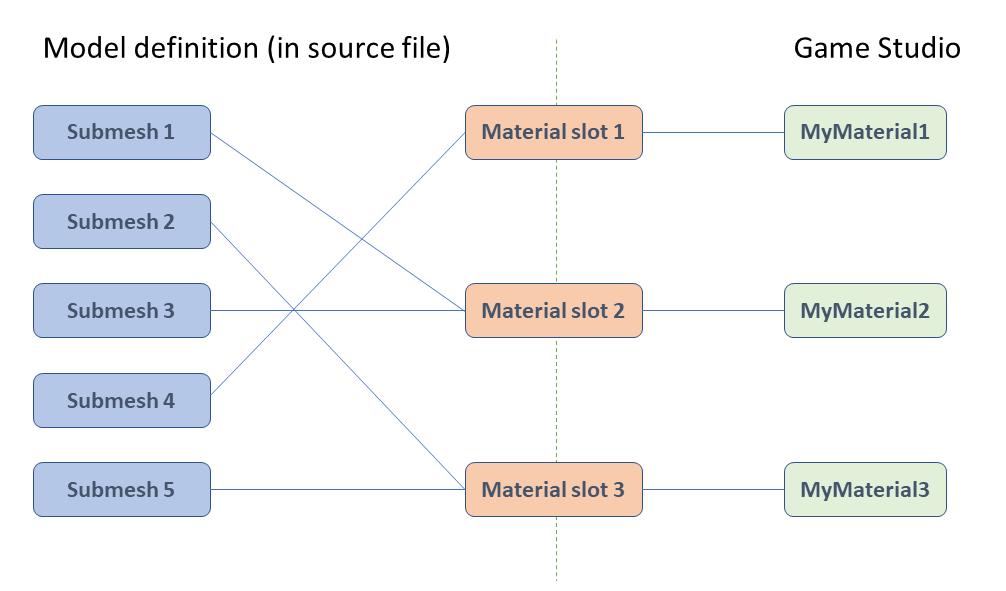 Model definition (in source file)
Game Studio
Submesh 1
Material slot 1
MyMaterial1
Submesh 2
Submesh 3
Material slot 2
MyMaterial2
Submesh 4
Submesh 5
Material slot 3
MyMaterial3